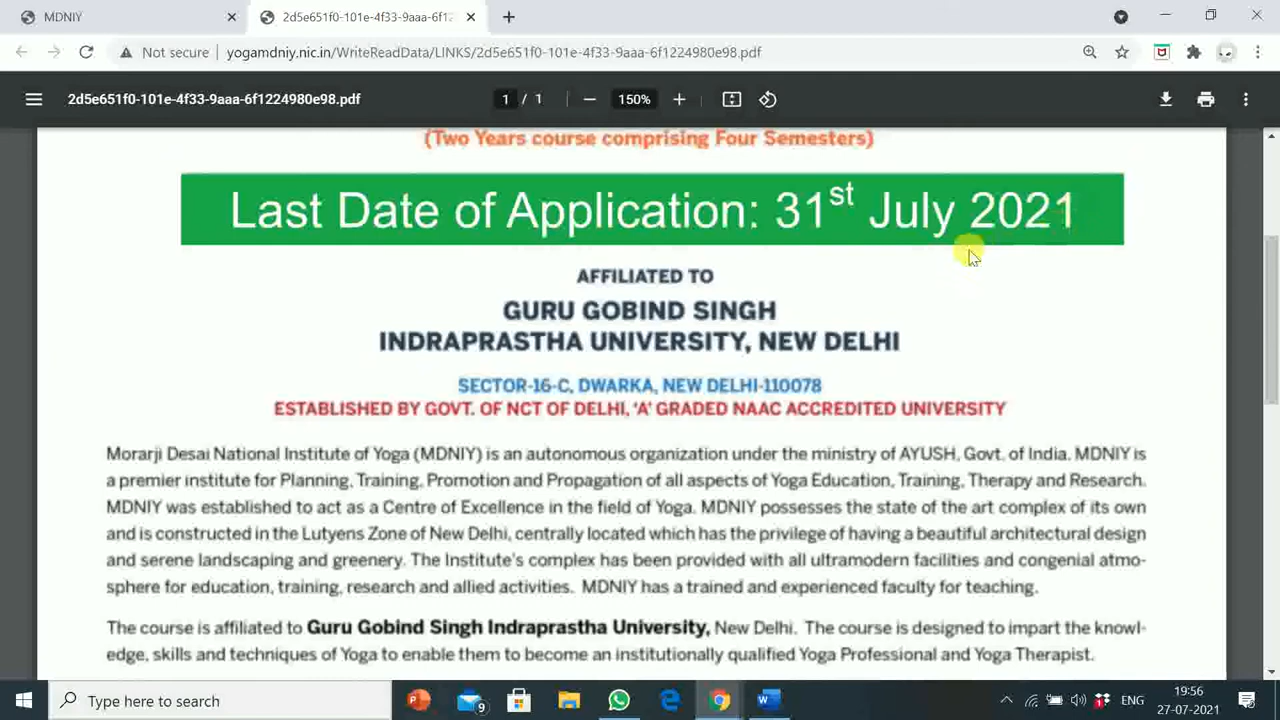 MDNIY
2d5e651f0-101e-4f33-9aaa-6f12
Not secure
yogamdniy.nic.in/WriteReadData/LINKS/2d5e651f0-101e-4f33-9aaa-6f1224980e98.pdf
2d5e651f0-101e-4f33-9aaa-6f1224980e98.pdf
1 / 1
150%
(Two Years course comprising Four Semesters)
Last Date of Application: 31st July 2021
AFFILIATED TO
GURU GOBIND SINGH
INDRAPRASTHA UNIVERSITY, NEW DELHI
SECTOR-16-C, DWARKA, NEW DELHI-110078
ESTABLISHED BY GOVT. OF NCT OF DELHI, 'A' GRADED NAAC ACCREDITED UNIVERSITY
Morarji Desai National Institute of Yoga (MDNIY) is an autonomous organization under the ministry of AYUSH, Govt. of India. MDNIY is
a premier institute for Planning, Training, Promotion and Propagation of all aspects of Yoga Education, Training, Therapy and Research.
MDNIY was established to act as a Centre of Excellence in the field of Yoga. MDNIY possesses the state of the art complex of its own
and is constructed in the Lutyens Zone of New Delhi, centrally located which has the privilege of having a beautiful architectural design
and serene landscaping and greenery. The Institute's complex has been provided with all ultramodern facilities and congenial atmo-
sphere for education, training, research and allied activities. MDNIY has a trained and experienced faculty for teaching.
The course is affiliated to Guru Gobind Singh Indraprastha University, New Delhi. The course is designed to impart the knowl-
edge, skills and techniques of Yoga to enable them to become an institutionally qualified Yoga Professional and Yoga Therapist.
Type here to search
9
ENG
19:56
27-07-2021